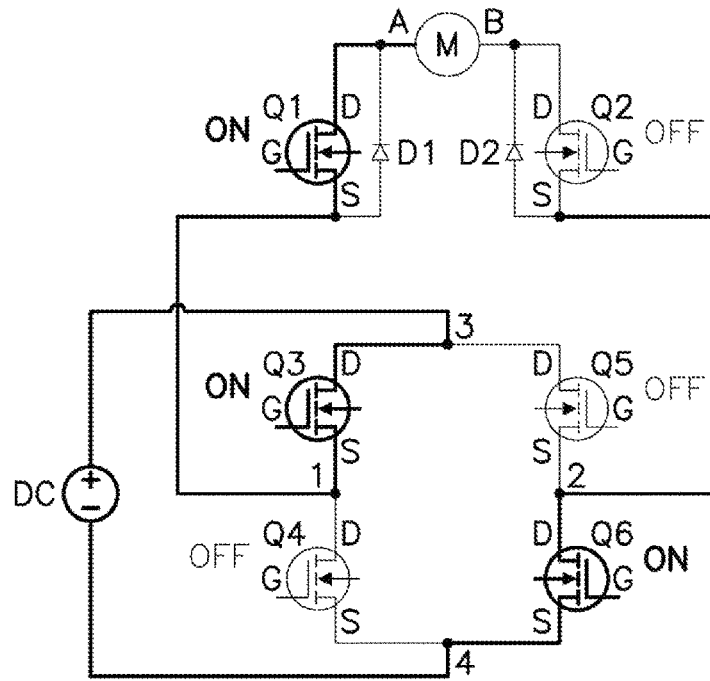 A M B
Q1 D D Q2
ON OFF
G D1 D2 G
S S
3
Q3 D D Q5
ON OFF
G G
S S
1 2
DC + −
Q4 D D Q6
OFF ON
G G
S S
4